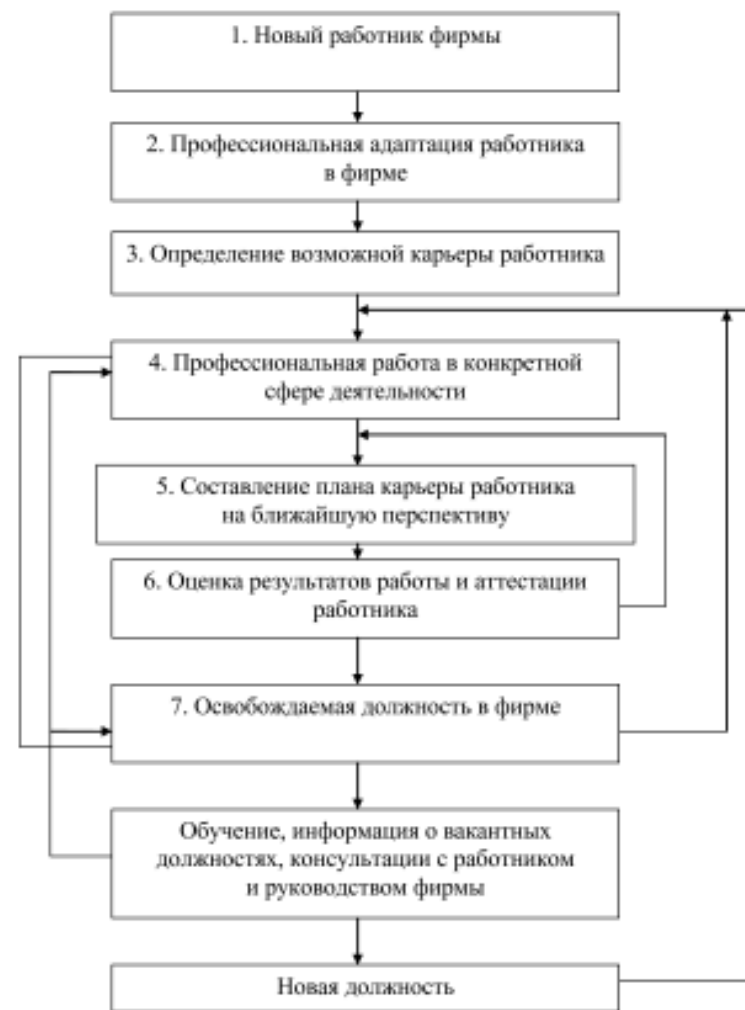 1. Новый работник фирмы
2. Профессиональная адаптация работника
в фирме
3. Определение возможной карьеры работника
4. Профессиональная работа в конкретной
сфере деятельности
5. Составление плана карьеры работника
на ближайшую перспективу
6. Оценка результатов работы и аттестации
работника
7. Освобождаемая должность в фирме
Обучение, информация о вакантных
должностях, консультации с работником
и руководством фирмы
Новая должность